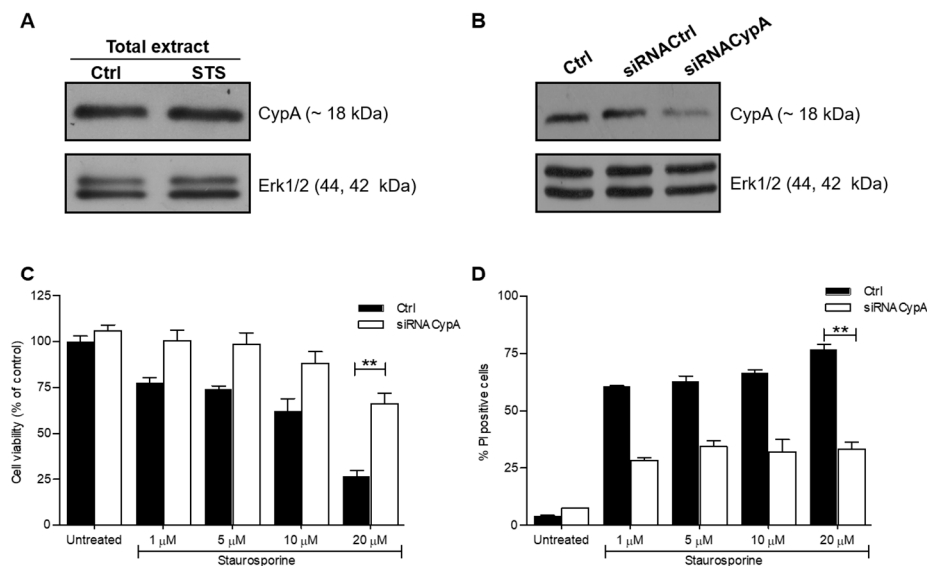 A
Total extract
Ctrl STS
CypA (~ 18 kDa)
Erk1/2 (44, 42 kDa)
B
Ctrl siRNACtrl siRNACypA
CypA (~ 18 kDa)
Erk1/2 (44, 42 kDa)
C
Ctrl
siRNACypA
**
Cell viability (% of control)
125
100
75
50
25
0
Untreated 1 μM 5 μM 10 μM 20 μM
Staurosporine
D
Ctrl
siRNACypA
**
% PI positive cells
100
75
50
25
0
Untreated 1 μM 5 μM 10 μM 20 μM
Staurosporine